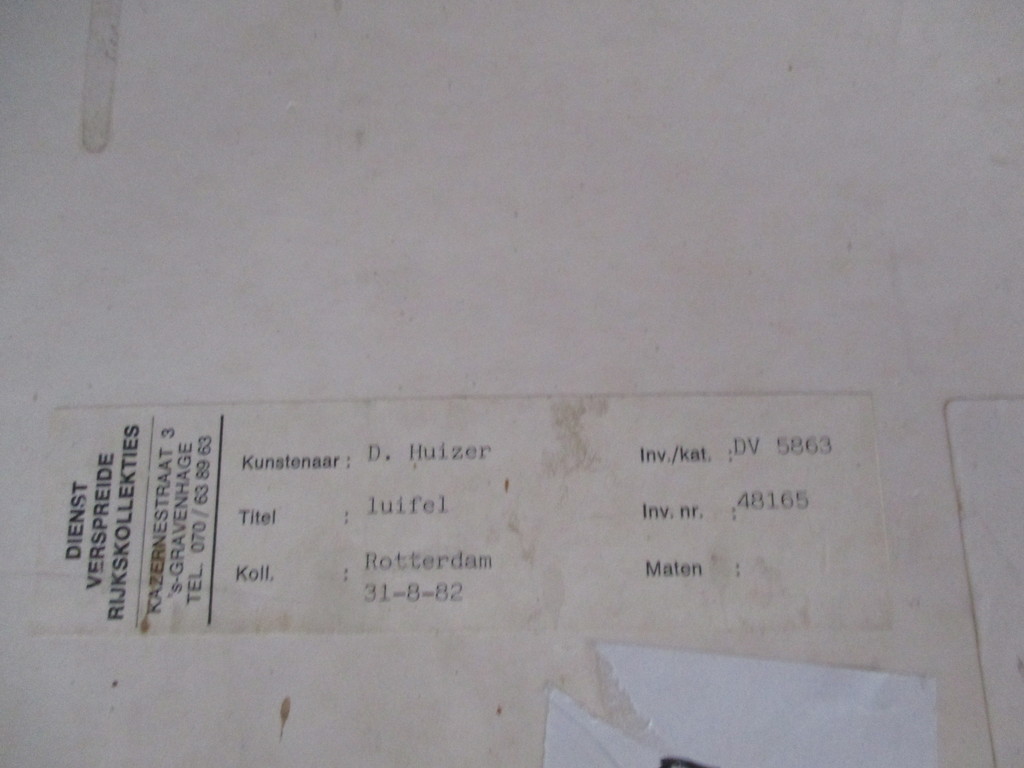 DIENST
VERSPREIDE
RIJKSKOLLEKTIES
KAZERNESTRAAT 3
's-GRAVENHAGE
TEL. 070 / 63 89 63
Kunstenaar : D. Huizer
Titel : luifel
Koll. : Rotterdam
31-8-82
Inv./kat. : DV 5863
Inv. nr. : 48165
Maten :